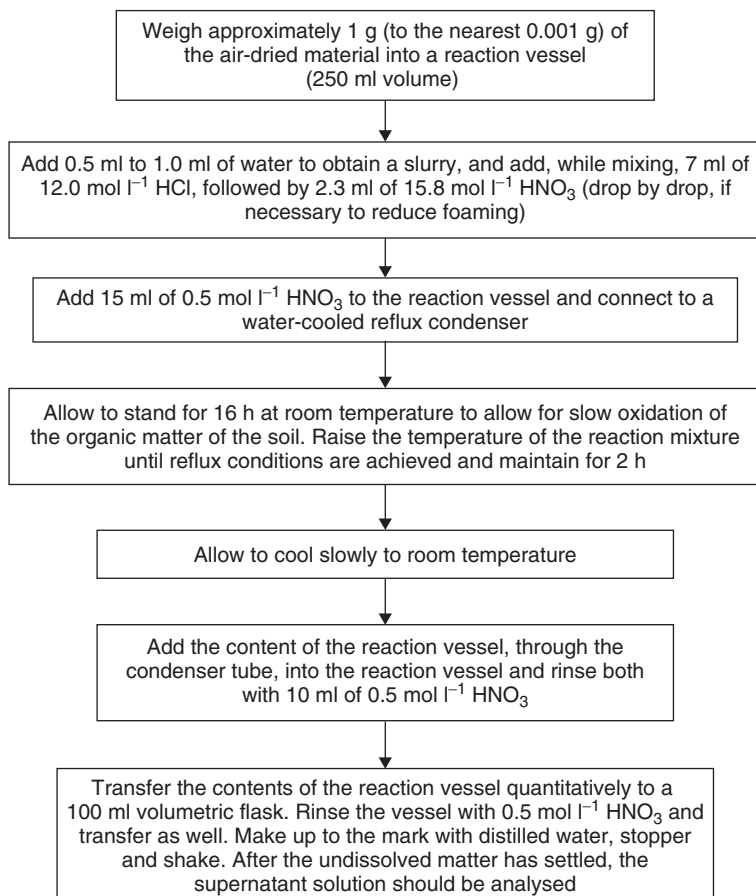 Weigh approximately 1 g (to the nearest 0.001 g) of
the air-dried material into a reaction vessel
(250 ml volume)
Add 0.5 ml to 1.0 ml of water to obtain a slurry, and add, while mixing, 7 ml of
12.0 mol l⁻¹ HCl, followed by 2.3 ml of 15.8 mol l⁻¹ HNO₃ (drop by drop, if
necessary to reduce foaming)
Add 15 ml of 0.5 mol l⁻¹ HNO₃ to the reaction vessel and connect to a
water-cooled reflux condenser
Allow to stand for 16 h at room temperature to allow for slow oxidation of
the organic matter of the soil. Raise the temperature of the reaction mixture
until reflux conditions are achieved and maintain for 2 h
Allow to cool slowly to room temperature
Add the content of the reaction vessel, through the
condenser tube, into the reaction vessel and rinse both
with 10 ml of 0.5 mol l⁻¹ HNO₃
Transfer the contents of the reaction vessel quantitatively to a
100 ml volumetric flask. Rinse the vessel with 0.5 mol l⁻¹ HNO₃ and
transfer as well. Make up to the mark with distilled water, stopper
and shake. After the undissolved matter has settled, the
supernatant solution should be analysed